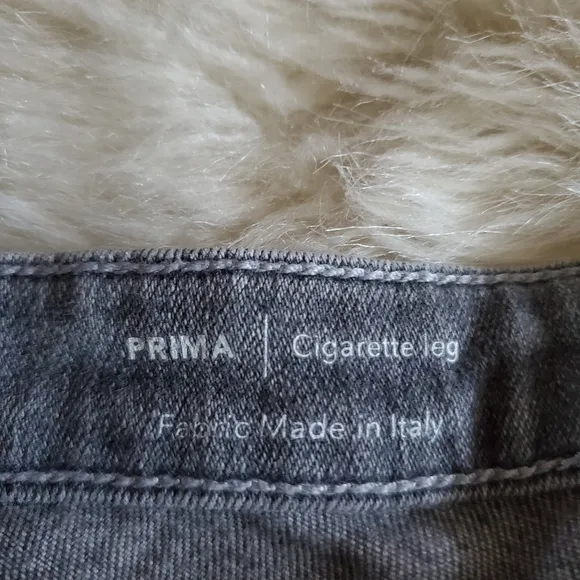 PRIMA | Cigarette leg
Fabric Made in Italy